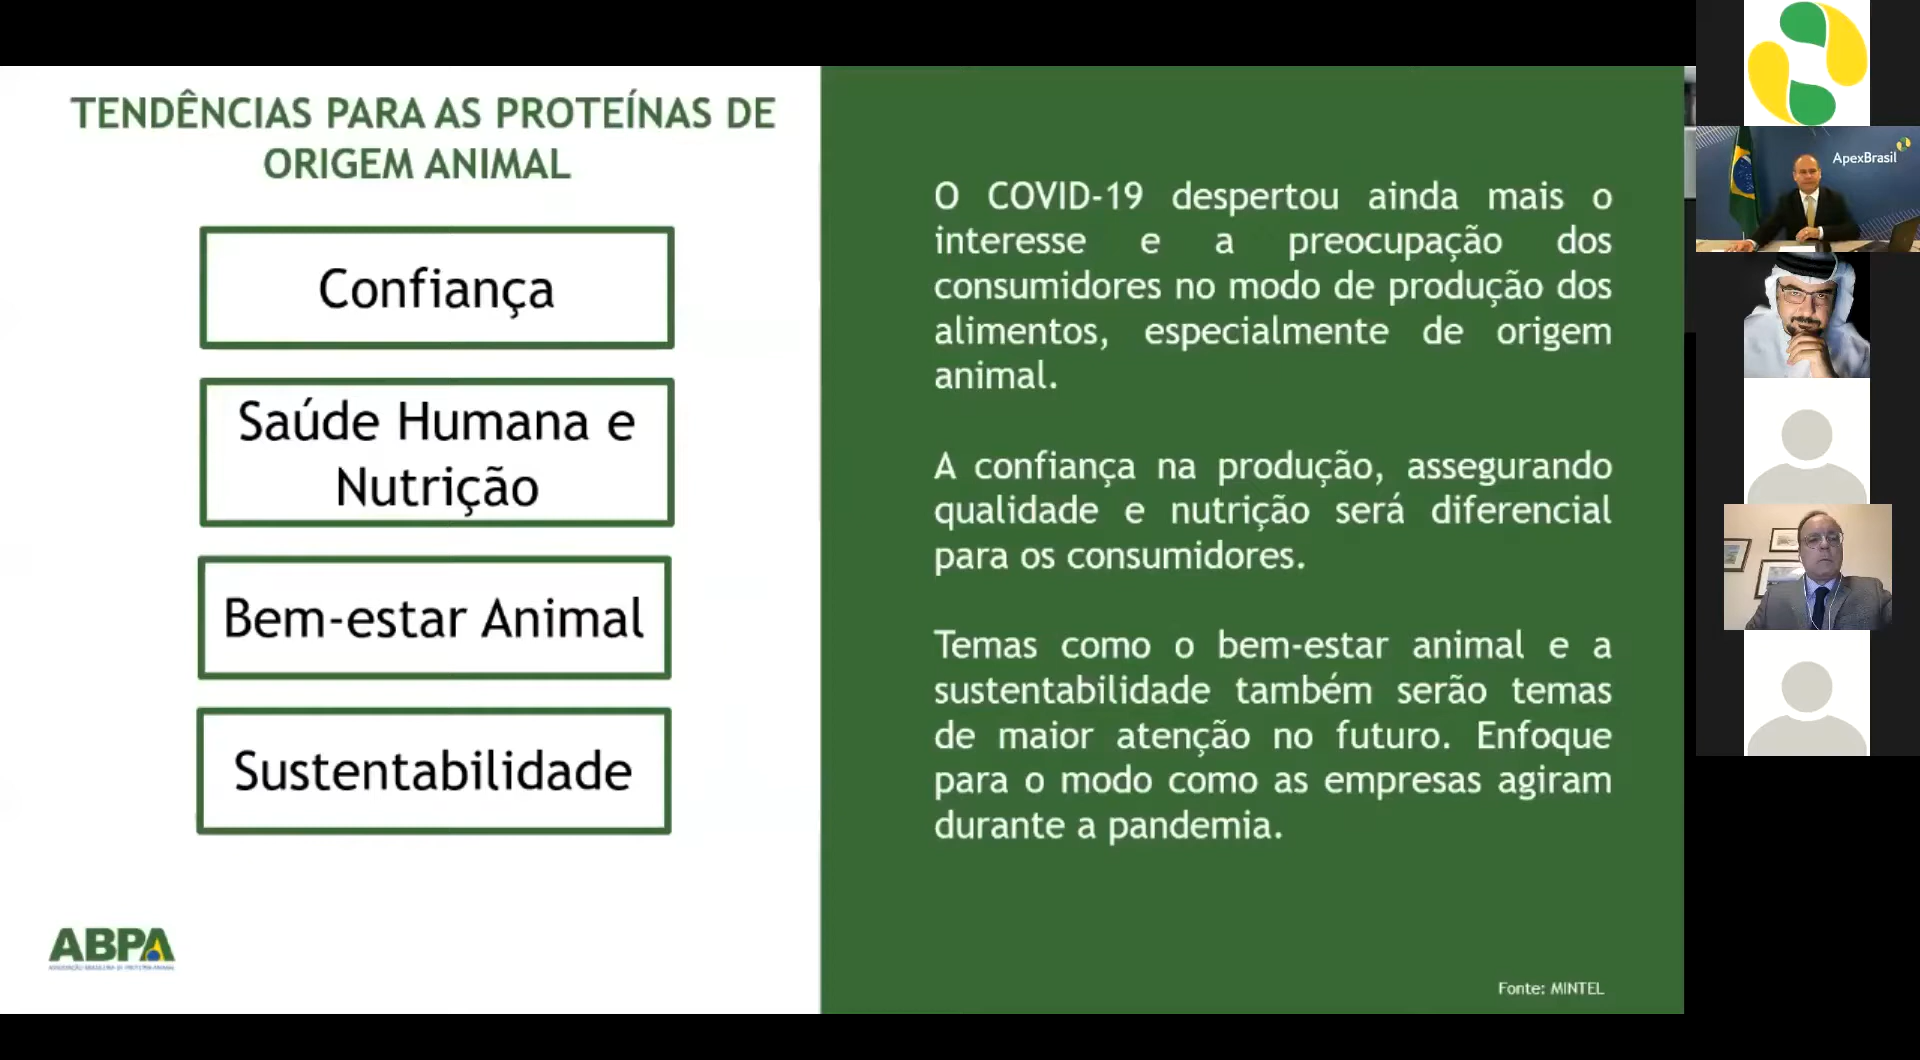 TENDÊNCIAS PARA AS PROTEÍNAS DE
ORIGEM ANIMAL
Confiança
Saúde Humana e
Nutrição
Bem-estar Animal
Sustentabilidade
ABPA
O COVID-19 despertou ainda mais o
interesse e a preocupação dos
consumidores no modo de produção dos
alimentos, especialmente de origem
animal.
A confiança na produção, assegurando
qualidade e nutrição será diferencial
para os consumidores.
Temas como o bem-estar animal e a
sustentabilidade também serão temas
de maior atenção no futuro. Enfoque
para o modo como as empresas agiram
durante a pandemia.
Fonte: MINTEL
ApexBrasil